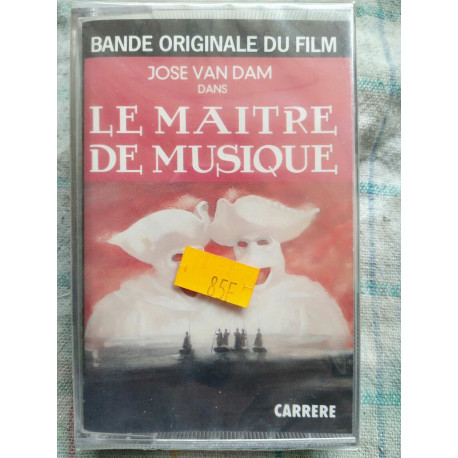 BANDE ORIGINALE DU FILM
JOSE VAN DAM
DANS
LE MAITRE
DE MUSIQUE
85F
CARRERE